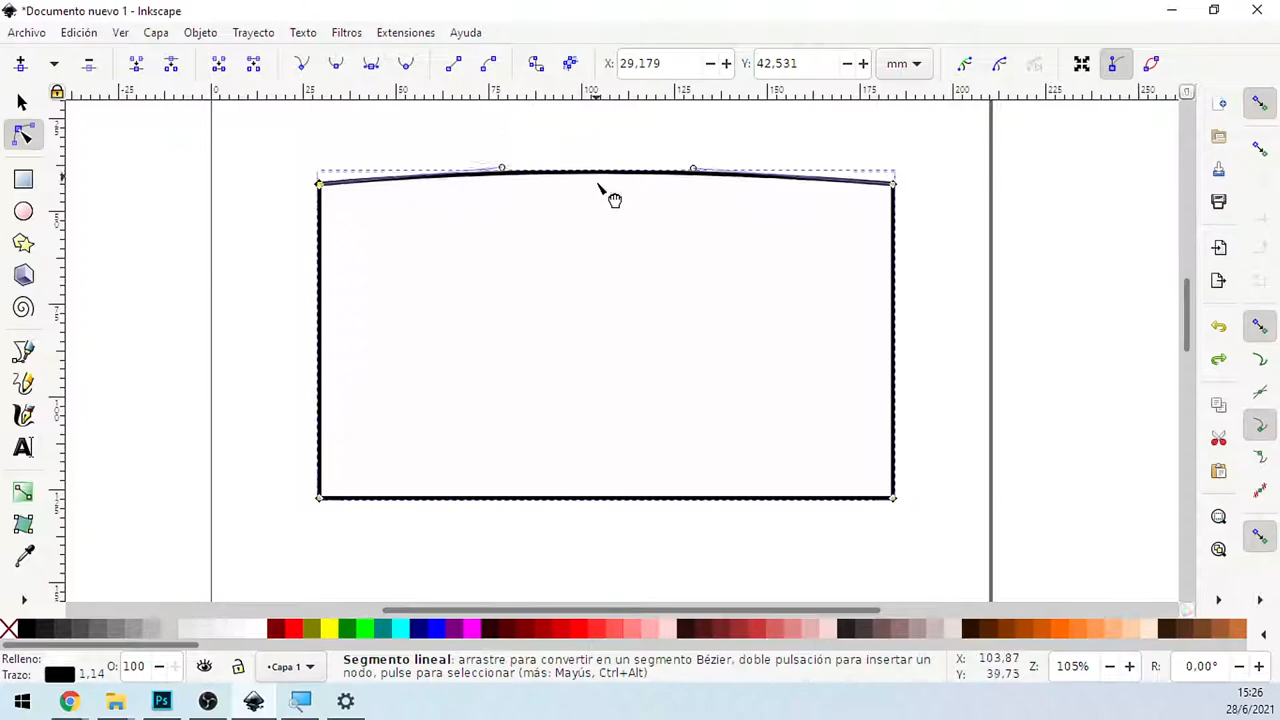 *Documento nuevo 1 - Inkscape
Archivo Edición Ver Capa Objeto Trayecto Filtros Texto Extensiones Ayuda
X: 29,179 Y: 42,531 mm
-25 0 25 50 75 100 125 150 175 200 225 250
Relleno: O: 100 •Capa 1 Segmento lineal: arrastre para convertir en un segmento Bézier, doble pulsación para insertar un X: 103,87 Z: 105% R: 0,00°
Trazo: 1,14 nodo, pulse para seleccionar (más: Mayús, Ctrl+Alt) Y: 39,75
Ps
15:26
28/6/2021